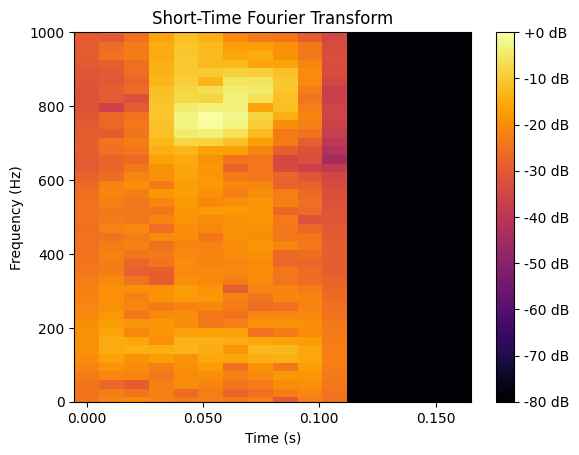 Short-Time Fourier Transform
Frequency (Hz)
1000
800
600
400
200
0
0.000
0.050
0.100
0.150
Time (s)
+0 dB
-10 dB
-20 dB
-30 dB
-40 dB
-50 dB
-60 dB
-70 dB
-80 dB